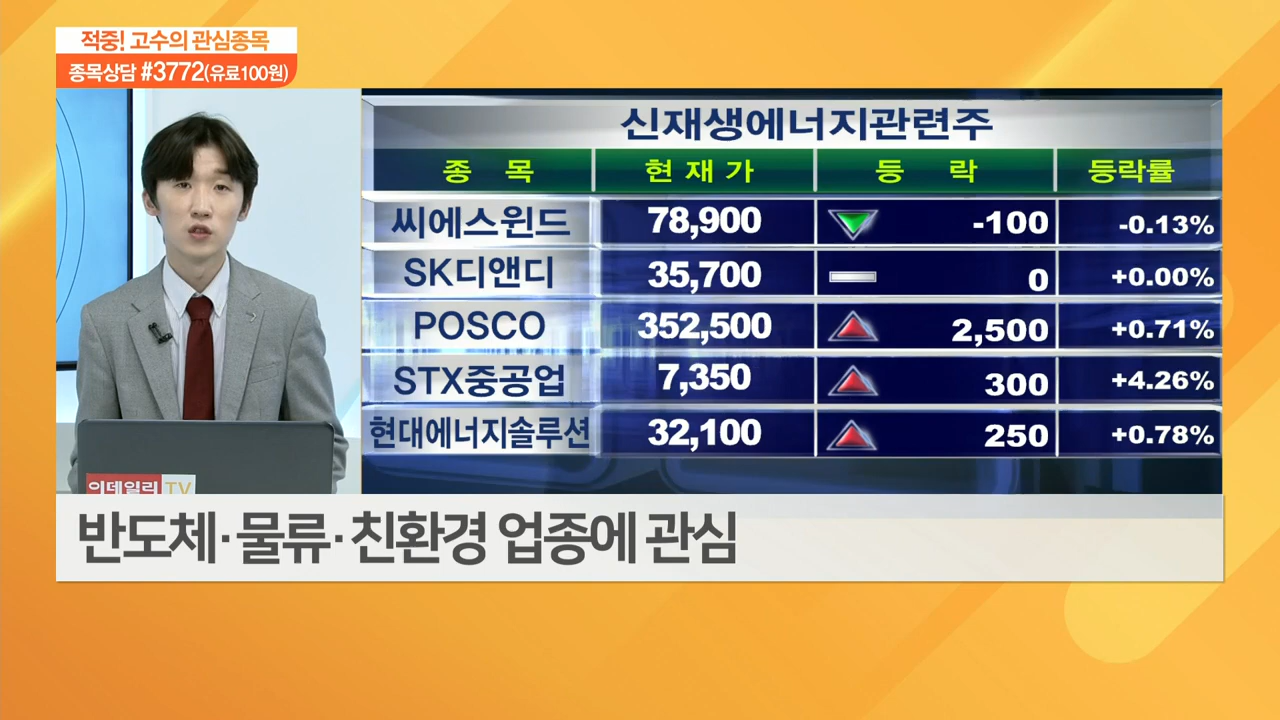 적중! 고수의 관심종목
종목상담 #3772(유료100원)
신재생에너지관련주
종 목 현 재 가 등 락 등락률
씨에스윈드 78,900 -100 -0.13%
SK디앤디 35,700 0 +0.00%
POSCO 352,500 2,500 +0.71%
STX중공업 7,350 300 +4.26%
현대에너지솔루션 32,100 250 +0.78%
이데일리 TV
반도체·물류·친환경 업종에 관심